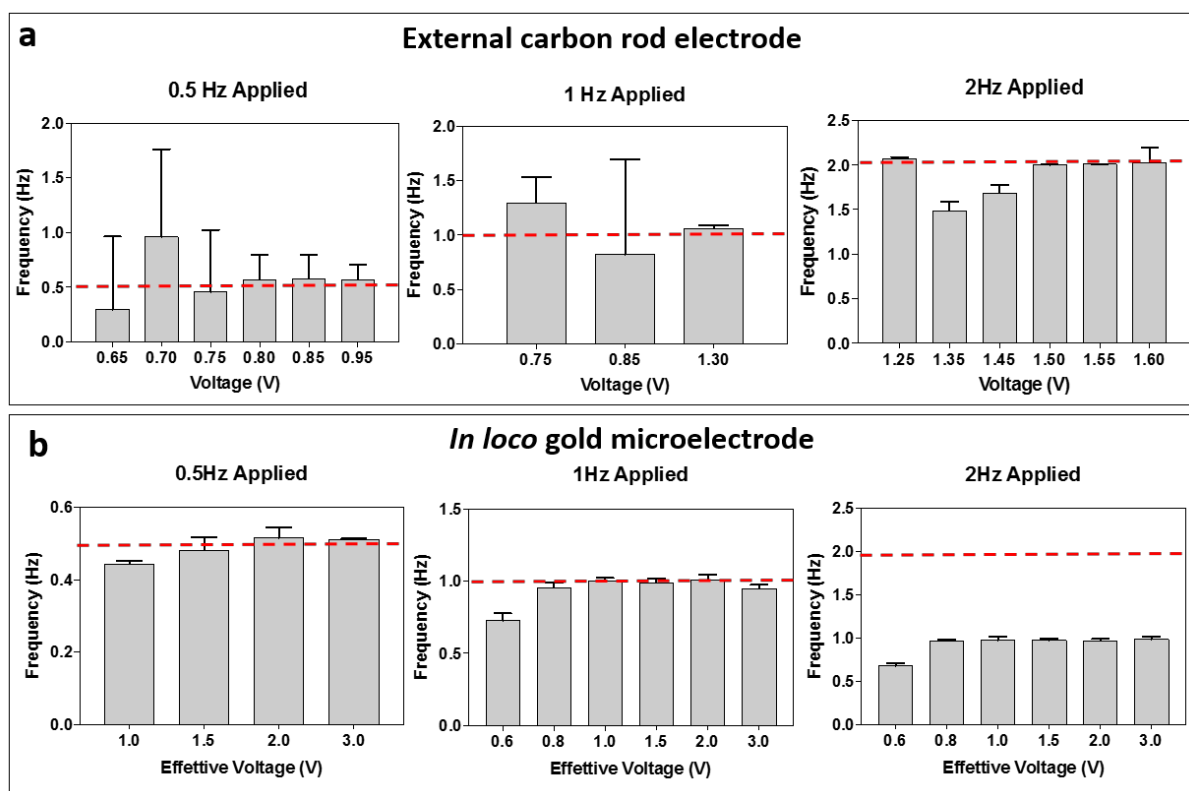 a
External carbon rod electrode
0.5 Hz Applied
1 Hz Applied
2Hz Applied
Frequency (Hz)
2.0
1.5
1.0
0.5
0.0
0.65 0.70 0.75 0.80 0.85 0.95
Voltage (V)
Frequency (Hz)
2.0
1.5
1.0
0.5
0.0
0.75 0.85 1.30
Voltage (V)
Frequency (Hz)
2.5
2.0
1.5
1.0
0.5
0.0
1.25 1.35 1.45 1.50 1.55 1.60
Voltage (V)
b
In loco gold microelectrode
0.5Hz Applied
1Hz Applied
2Hz Applied
Frequency (Hz)
0.6
0.4
0.2
0.0
1.0 1.5 2.0 3.0
Effettive Voltage (V)
Frequency (Hz)
1.5
1.0
0.5
0.0
0.6 0.8 1.0 1.5 2.0 3.0
Effettive Voltage (V)
Frequency (Hz)
2.5
2.0
1.5
1.0
0.5
0.0
0.6 0.8 1.0 1.5 2.0 3.0
Effettive Voltage (V)